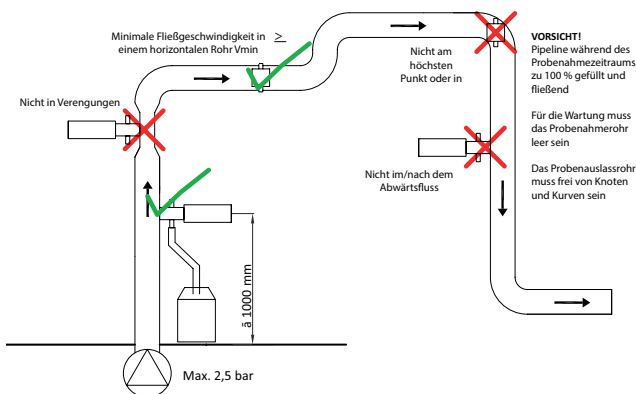 Minimale Fließgeschwindigkeit in ≥
einem horizontalen Rohr Vmin
Nicht in Verengungen
Nicht am
höchsten
Punkt oder in
Nicht im/nach dem
Abwärtsfluss
VORSICHT!
Pipeline während des
Probenahmezeitraums
zu 100 % gefüllt und
fließend
Für die Wartung muss
das Probenahmerohr
leer sein
Das Probenauslassrohr
muss frei von Knoten
und Kurven sein
ã 1000 mm
Max. 2,5 bar